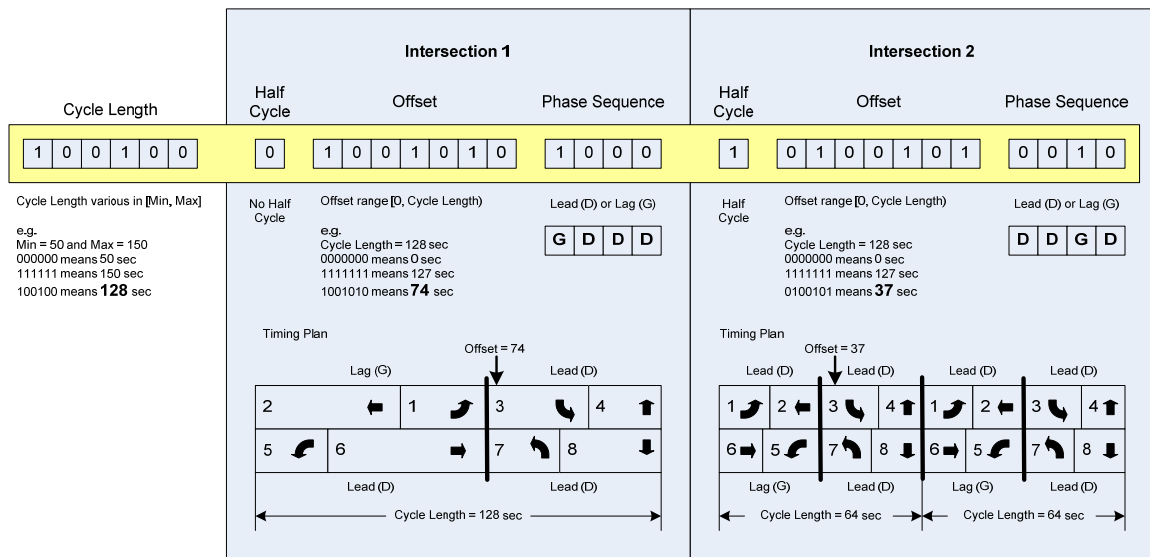 Intersection 1
Intersection 2
Cycle Length
Half Cycle
Offset
Phase Sequence
Half Cycle
Offset
Phase Sequence
1 0 0 1 0 0
0
1 0 0 1 0 1 0
1 0 0 0
1
0 1 0 0 1 0 1
0 0 1 0
Cycle Length various in [Min, Max]
e.g.
Min = 50 and Max = 150
000000 means 50 sec
111111 means 150 sec
100100 means 128 sec
No Half Cycle
Offset range [0, Cycle Length)
e.g.
Cycle Length = 128 sec
0000000 means 0 sec
1111111 means 127 sec
1001010 means 74 sec
Lead (D) or Lag (G)
G D D D
Half Cycle
Offset range [0, Cycle Length)
e.g.
Cycle Length = 128 sec
0000000 means 0 sec
1111111 means 127 sec
0100101 means 37 sec
Lead (D) or Lag (G)
D D G D
Timing Plan
Offset = 74
Lag (G)
Lead (D)
2 1 3 4
5 6 7 8
Lead (D)
Lead (D)
Cycle Length = 128 sec
Timing Plan
Offset = 37
Lead (D)
Lead (D)
Lead (D)
Lead (D)
1 2 3 4 1 2 3 4
6 5 7 8 6 5 7 8
Lag (G)
Lead (D)
Lag (G)
Lead (D)
Cycle Length = 64 sec
Cycle Length = 64 sec